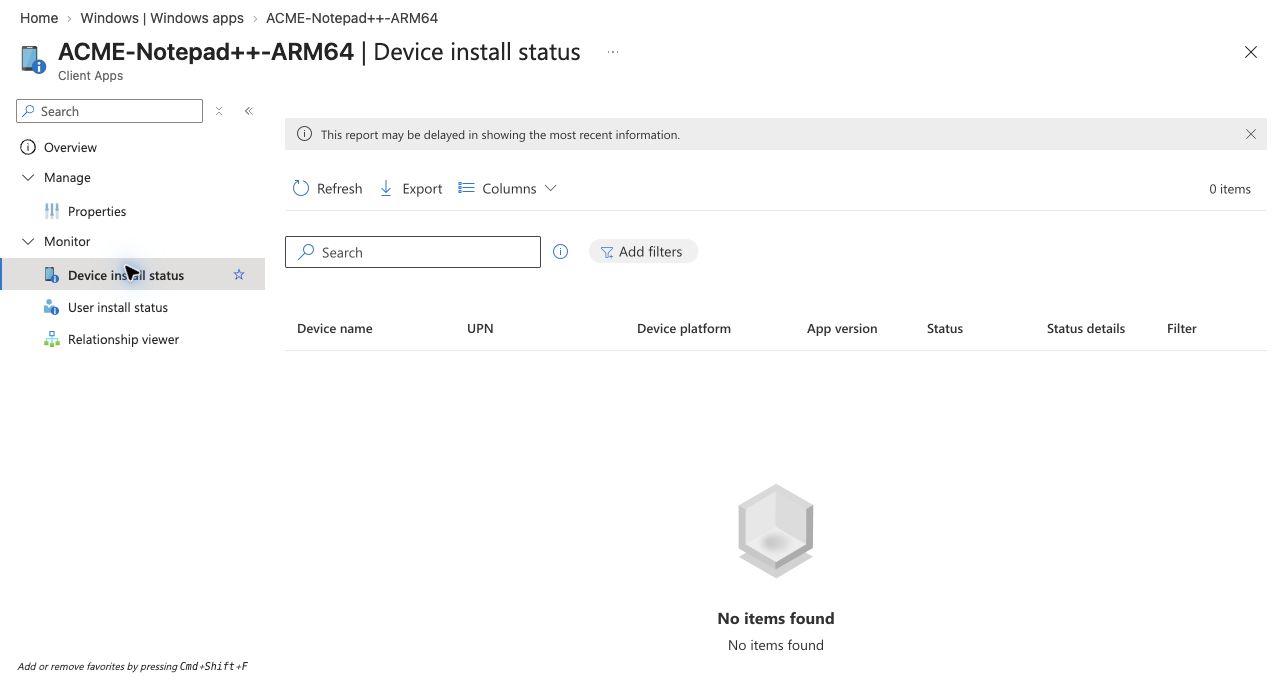 Home > Windows | Windows apps > ACME-Notepad++-ARM64
ACME-Notepad++-ARM64 | Device install status ...
Client Apps
Search
Overview
Manage
Properties
Monitor
Device install status
User install status
Relationship viewer
Add or remove favorites by pressing Cmd+Shift+F
This report may be delayed in showing the most recent information.
Refresh Export Columns 0 items
Search Add filters
Device name UPN Device platform App version Status Status details Filter
No items found
No items found